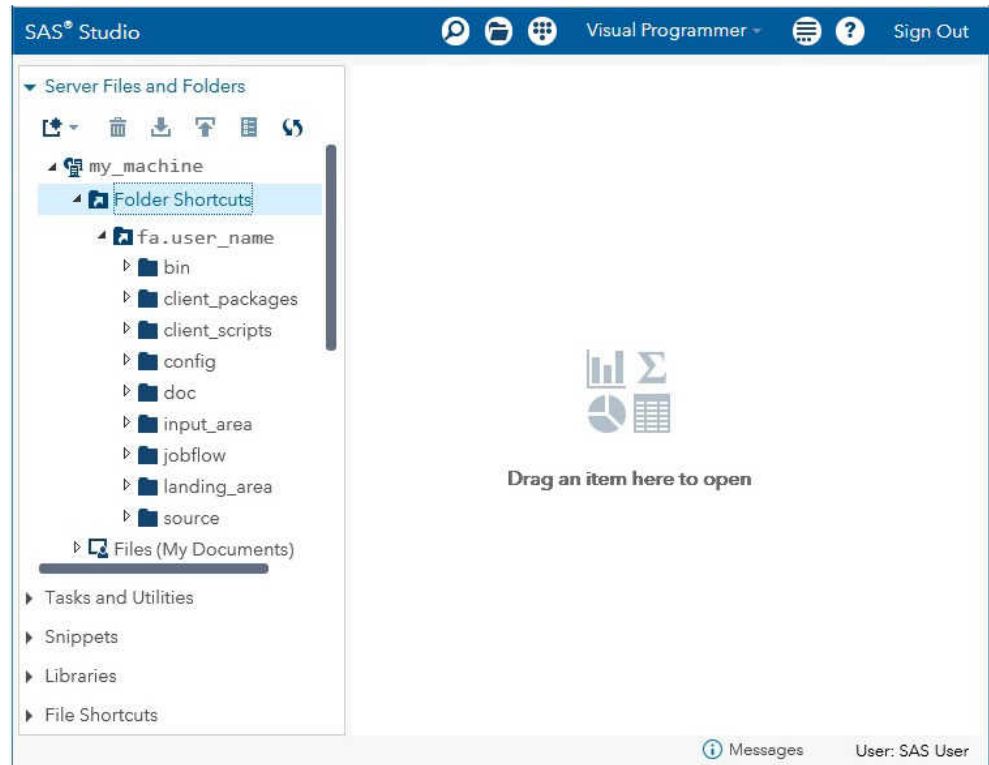 SAS® Studio
Visual Programmer
?
Sign Out
Server Files and Folders
my_machine
Folder Shortcuts
fa.user_name
bin
client_packages
client_scripts
config
doc
input_area
jobflow
landing_area
source
Files (My Documents)
Tasks and Utilities
Snippets
Libraries
File Shortcuts
Σ
Drag an item here to open
Messages
User: SAS User